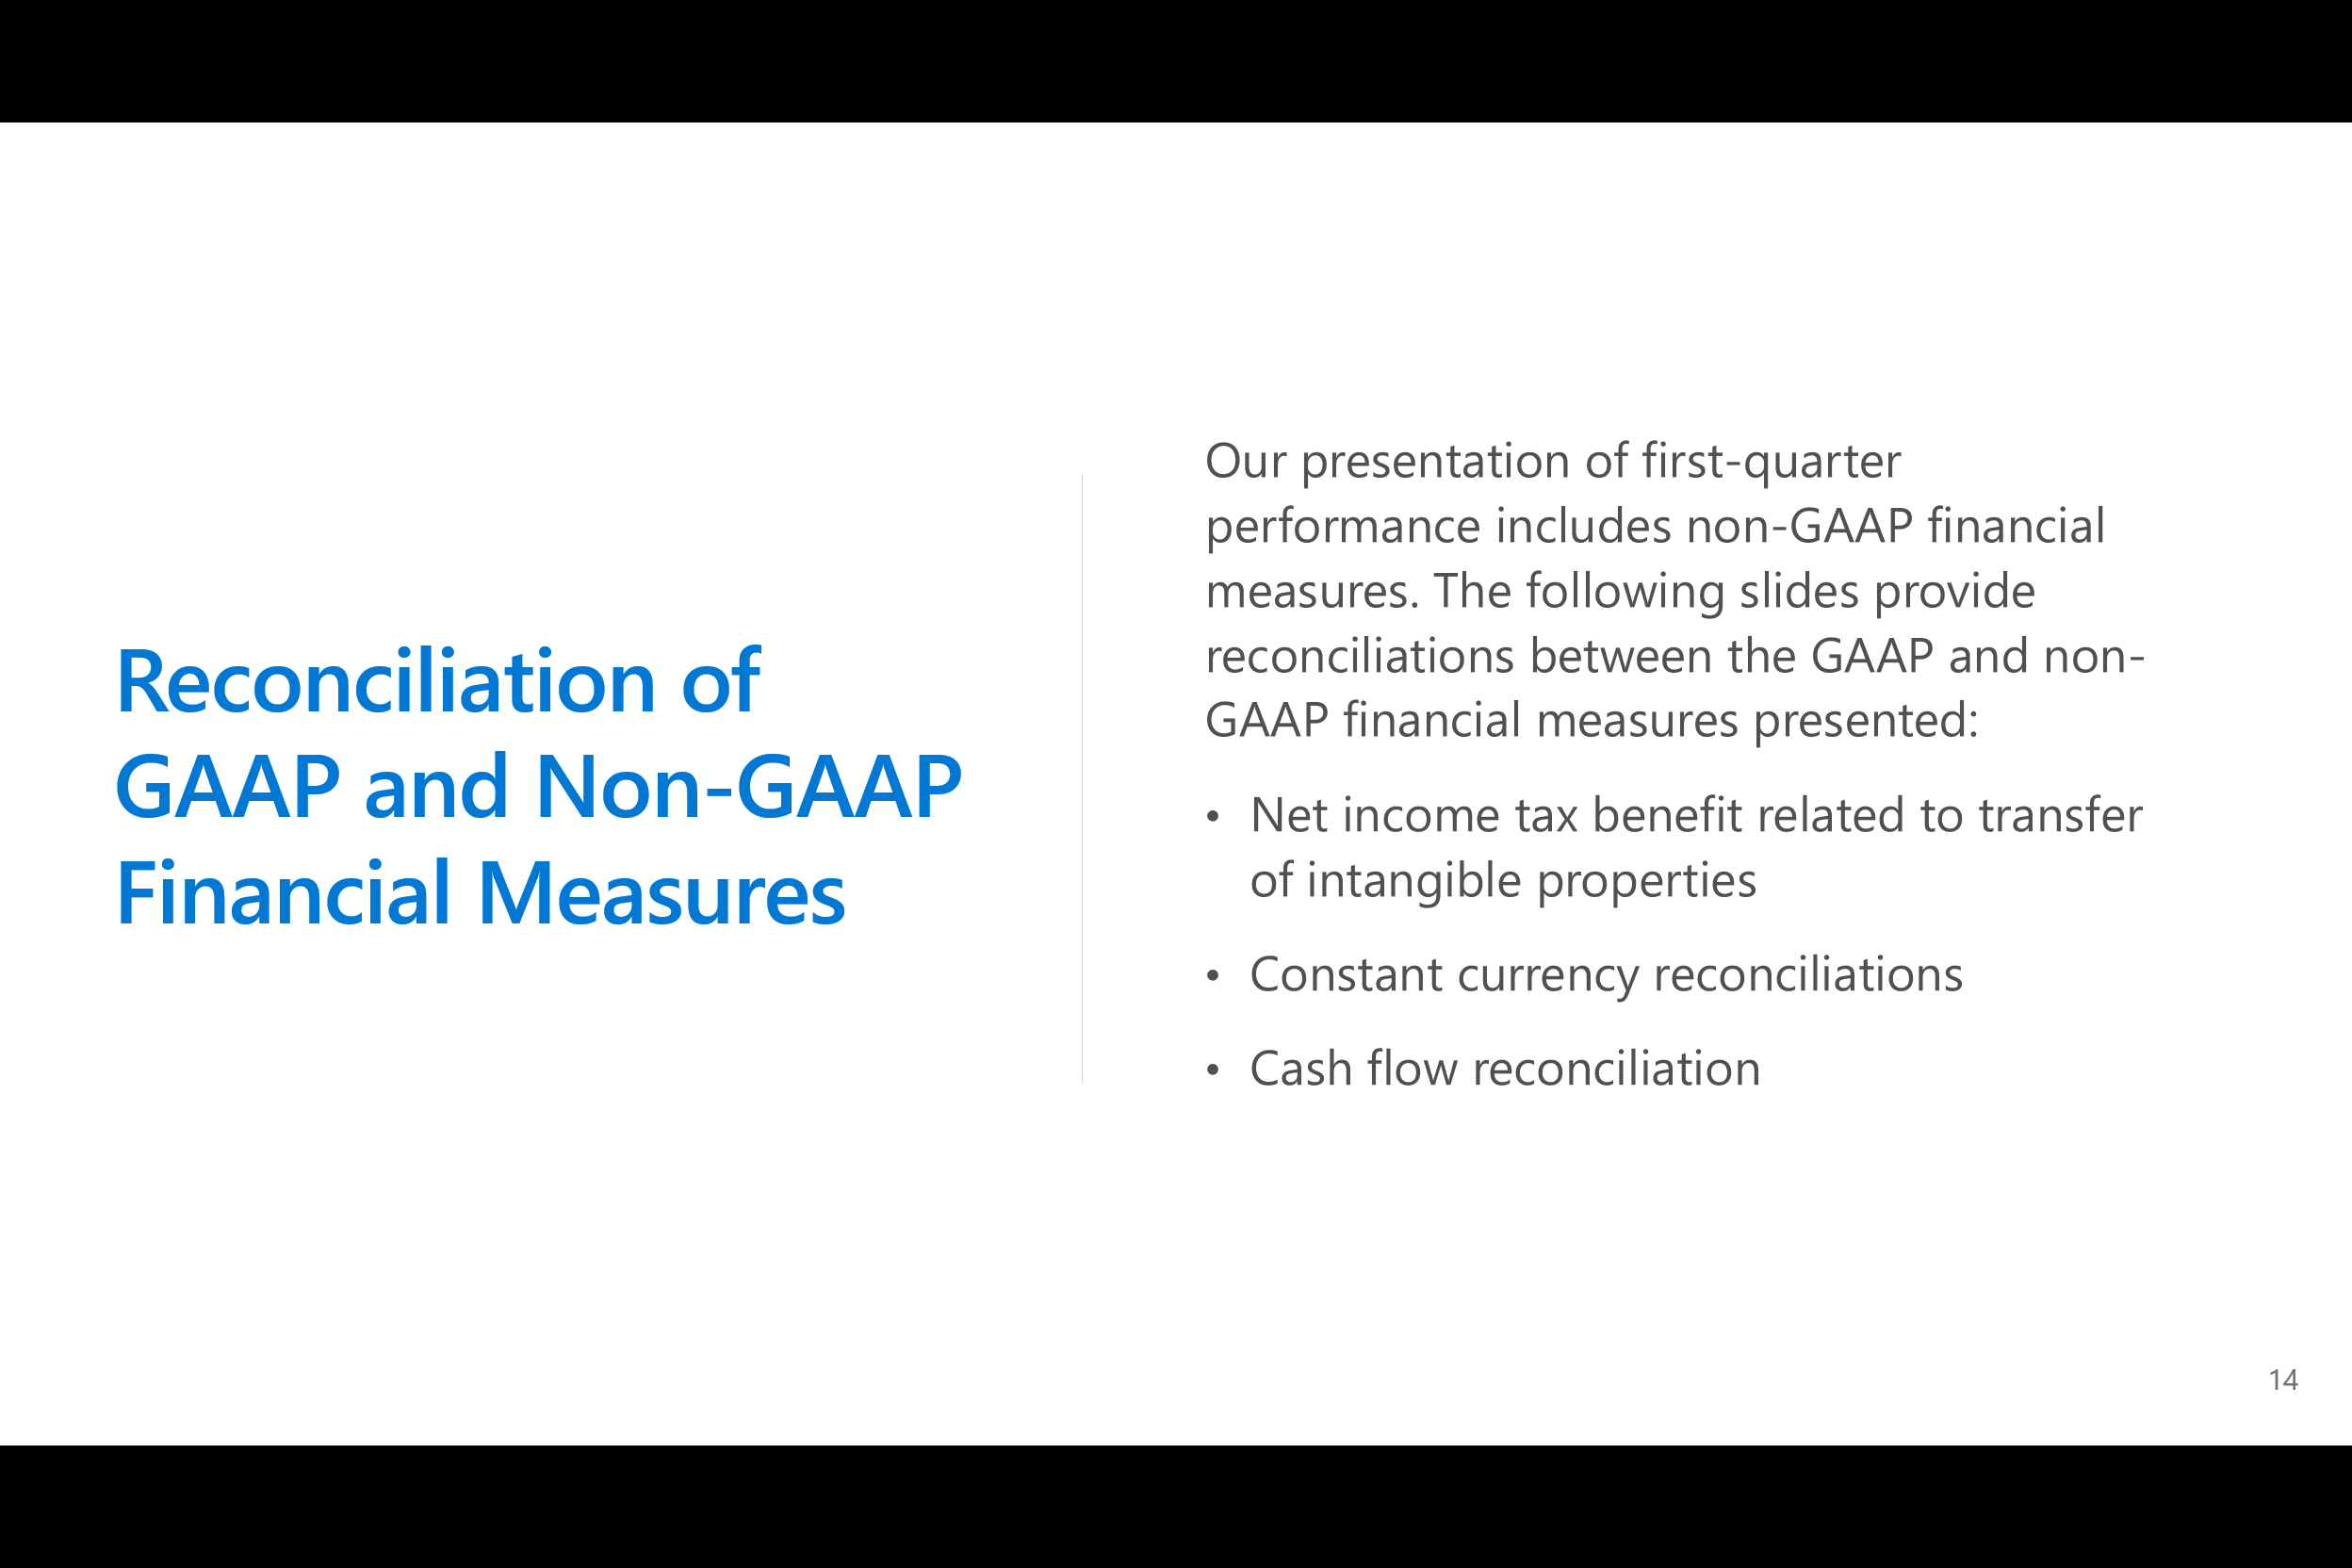 Reconciliation of
GAAP and Non-GAAP
Financial Measures
Our presentation of first-quarter
performance includes non-GAAP financial
measures. The following slides provide
reconciliations between the GAAP and non-
GAAP financial measures presented:
• Net income tax benefit related to transfer
of intangible properties
• Constant currency reconciliations
• Cash flow reconciliation
14